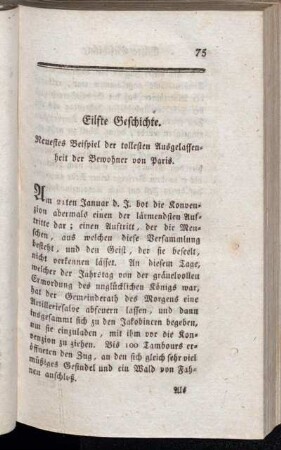 75
Eilfte Geschichte.
Neuestes Beispiel der tollesten Ausgelassen-
heit der Bewohner von Paris.
Am 21ten Januar d. J. bot die Konven-
zion abermals einen der lärmendsten Auf-
tritte dar; einen Auftritt, der die Men-
schen, aus welchen diese Versammlung
besteht, und den Geist, der sie beseelt,
nicht verkennen lässet. An diesem Tage,
welcher der Jahrstag von der gräuelvollen
Ermordung des unglücklichen Königs war,
hat der Gemeinderath des Morgens eine
Artilleriesalve abfeuern lassen, und dann
insgesammt sich zu den Jakobinern begeben,
um sie einzuladen, mit ihm vor die Kon-
venzion zu ziehen. Bis 100 Tambours er-
öffneten den Zug, an den sich gleich sehr viel
müßiges Gesindel und ein Wald von Fah-
nen anschloß.
Als